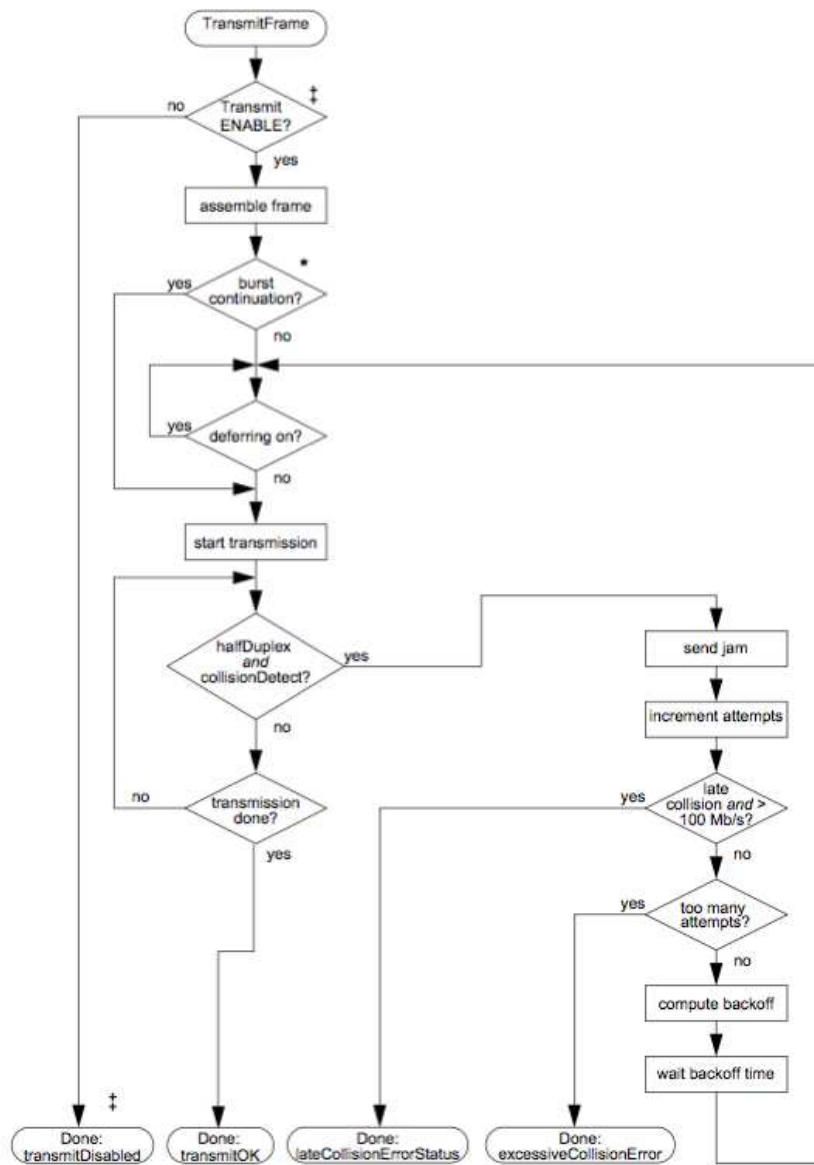 TransmitFrame
‡
Transmit
ENABLE?
no
yes
assemble frame
*
burst
continuation?
yes
no
deferring on?
yes
no
start transmission
halfDuplex
and
collisionDetect?
yes
no
transmission
done?
no
yes
send jam
increment attempts
late
collision and >
100 Mb/s?
yes
no
too many
attempts?
yes
no
compute backoff
wait backoff time
‡
Done:
transmitDisabled
Done:
transmitOK
Done:
lateCollisionErrorStatus
Done:
excessiveCollisionError